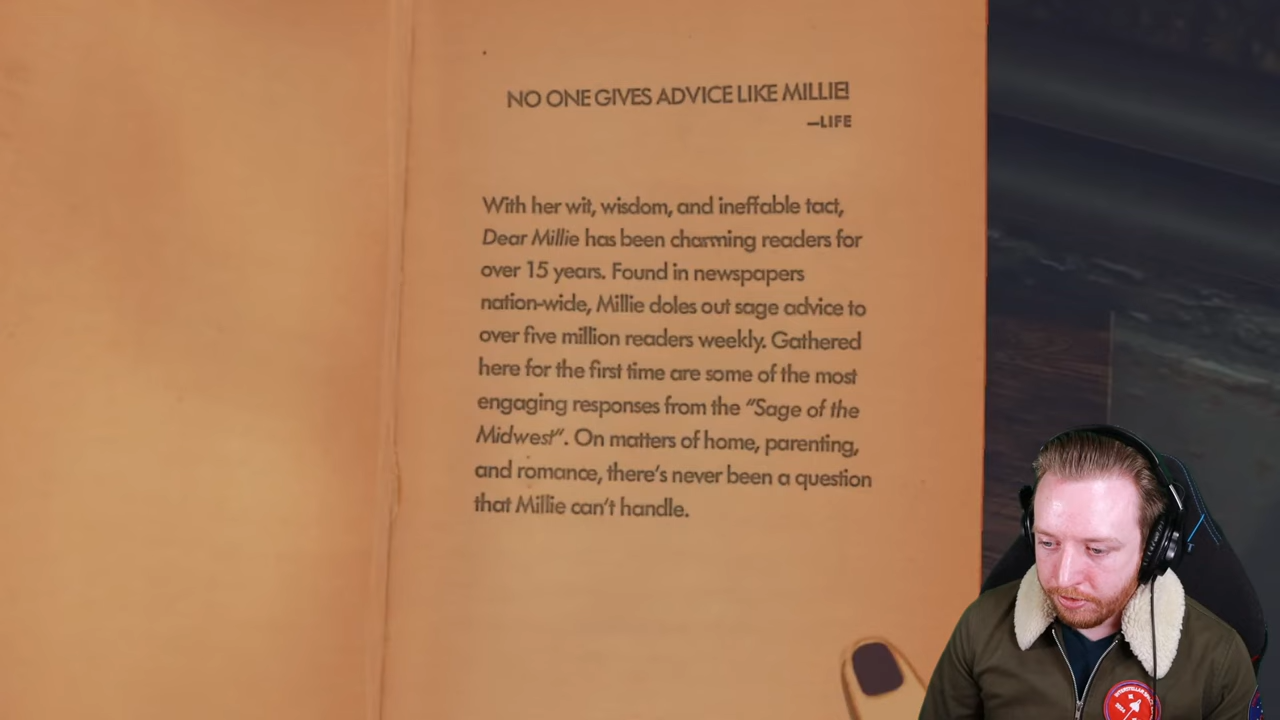 NO ONE GIVES ADVICE LIKE MILLIE!
—LIFE
With her wit, wisdom, and ineffable tact,
Dear Millie has been charming readers for
over 15 years. Found in newspapers
nation-wide, Millie doles out sage advice to
over five million readers weekly. Gathered
here for the first time are some of the most
engaging responses from the "Sage of the
Midwest". On matters of home, parenting,
and romance, there's never been a question
that Millie can't handle.